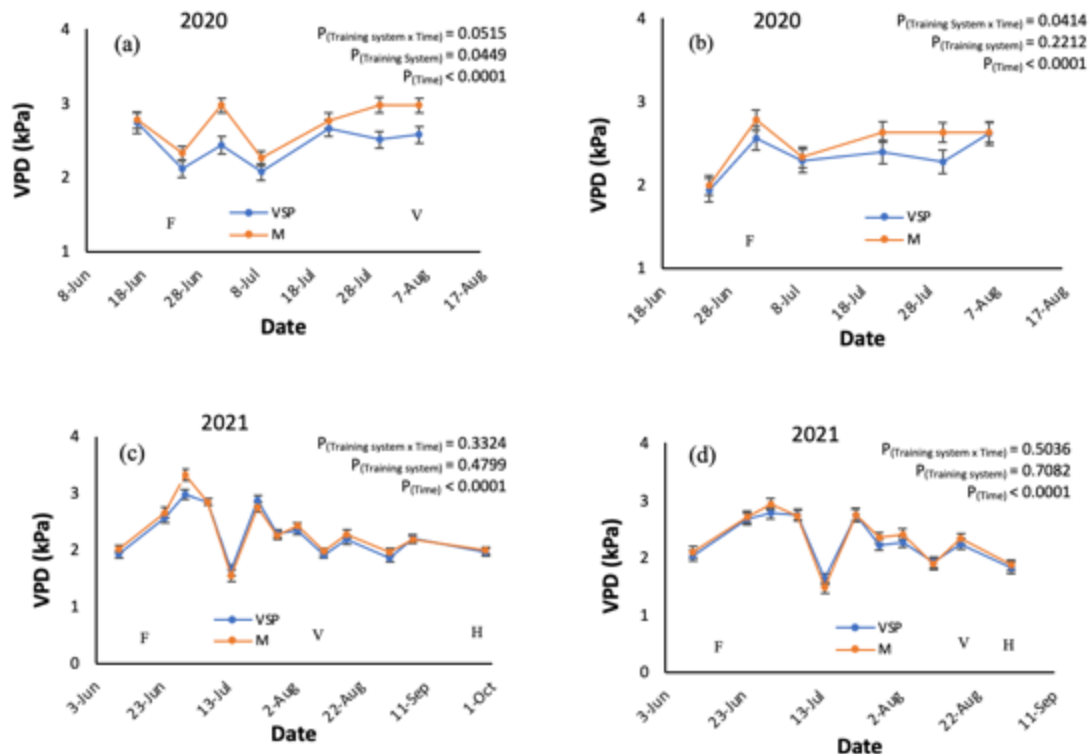 2020
(a)
P(Training system x Time) = 0.0515
P(Training System) = 0.0449
P(Time) < 0.0001
4
3
2
1
VPD (kPa)
F
VSP
M
V
8-Jun
18-Jun
28-Jun
8-Jul
18-Jul
28-Jul
7-Aug
17-Aug
Date
2020
(b)
P(Training System x Time) = 0.0414
P(Training system) = 0.2212
P(Time) < 0.0001
4
3
2
1
VPD (kPa)
F
VSP
M
18-Jun
28-Jun
8-Jul
18-Jul
28-Jul
7-Aug
17-Aug
Date
2021
(c)
P(Training system x Time) = 0.3324
P(Training system) = 0.4799
P(Time) < 0.0001
4
3
2
1
0
VPD (kPa)
F
VSP
M
V
H
3-Jun
23-Jun
13-Jul
2-Aug
22-Aug
11-Sep
1-Oct
Date
2021
(d)
P(Training system x Time) = 0.5036
P(Training system) = 0.7082
P(Time) < 0.0001
4
3
2
1
0
VPD (kPa)
F
VSP
M
V
H
3-Jun
23-Jun
13-Jul
2-Aug
22-Aug
11-Sep
Date